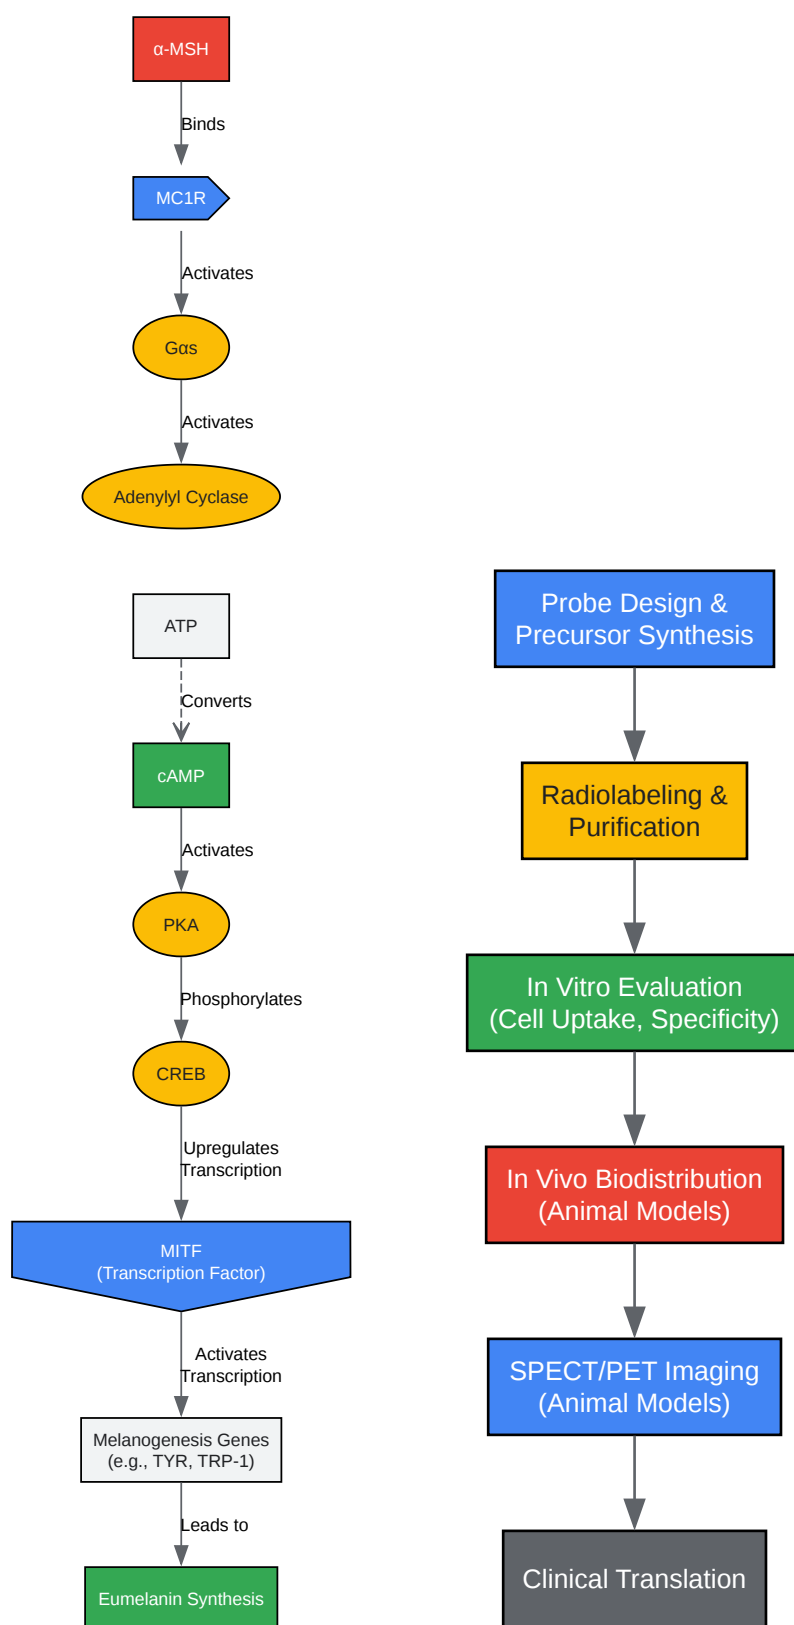 α-MSH
Binds
MC1R
Activates
Gαs
Activates
Adenylyl Cyclase
ATP
Converts
cAMP
Activates
PKA
Phosphorylates
CREB
Upregulates
Transcription
MITF
(Transcription Factor)
Activates
Transcription
Melanogenesis Genes
(e.g., TYR, TRP-1)
Leads to
Eumelanin Synthesis
Probe Design &
Precursor Synthesis
Radiolabeling &
Purification
In Vitro Evaluation
(Cell Uptake, Specificity)
In Vivo Biodistribution
(Animal Models)
SPECT/PET Imaging
(Animal Models)
Clinical Translation